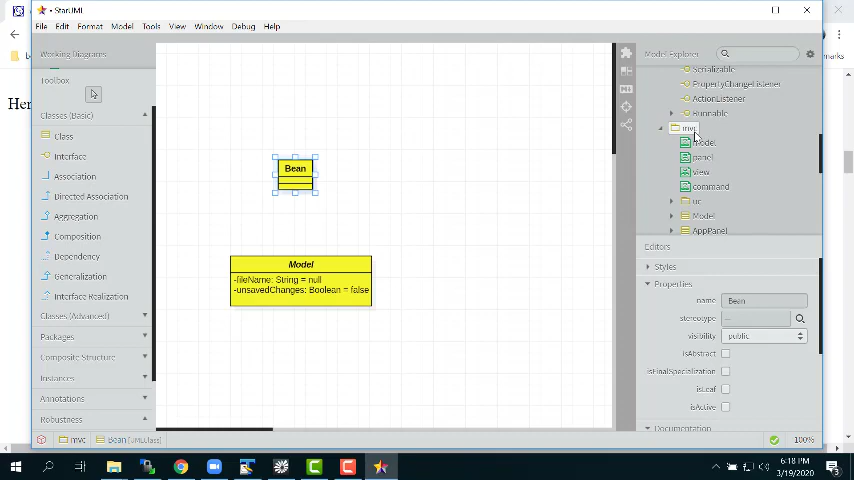 StarUML
File Edit Format Model Tools View Window Debug Help
Working Diagrams
Toolbox
Classes (Basic)
Class
Interface
Association
Directed Association
Aggregation
Composition
Dependency
Generalization
Interface Realization
Classes (Advanced)
Packages
Composite Structure
Instances
Annotations
Robustness
Bean
Model
-fileName: String = null
-unsavedChanges: Boolean = false
Model Explorer
Serializable
PropertyChangeListener
ActionListener
Runnable
mvc
model
panel
view
command
uc
Model
AppPanel
Editors
Styles
Properties
name Bean
stereotype —
visibility public
isAbstract
isFinalSpecialization
isLeaf
isActive
Documentation
mvc Bean [UMLClass]
100%
6:18 PM
3/19/2020
3